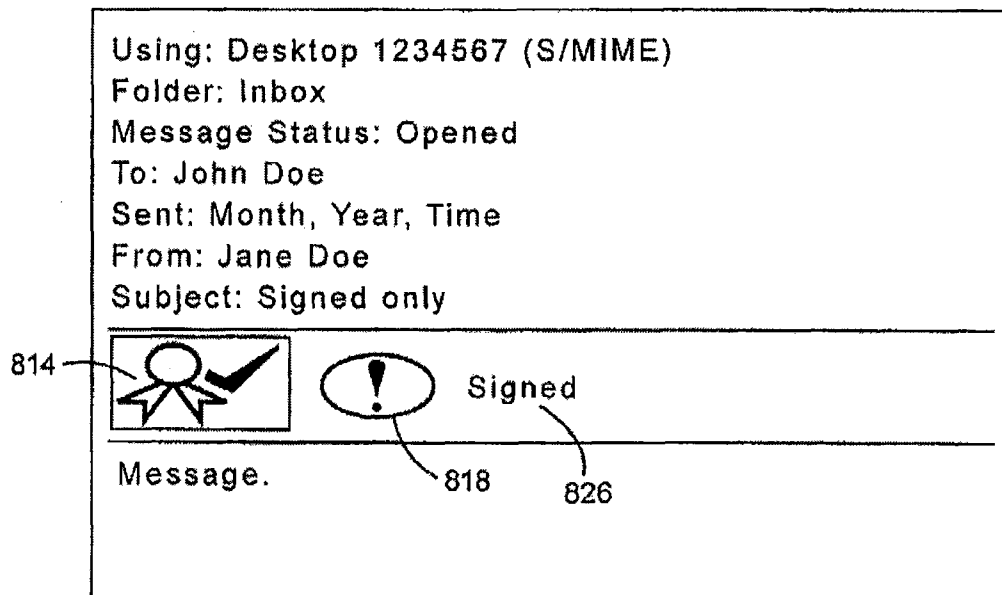 Using: Desktop 1234567 (S/MIME)
Folder: Inbox
Message Status: Opened
To: John Doe
Sent: Month, Year, Time
From: Jane Doe
Subject: Signed only
814
! Signed
Message.
818
826